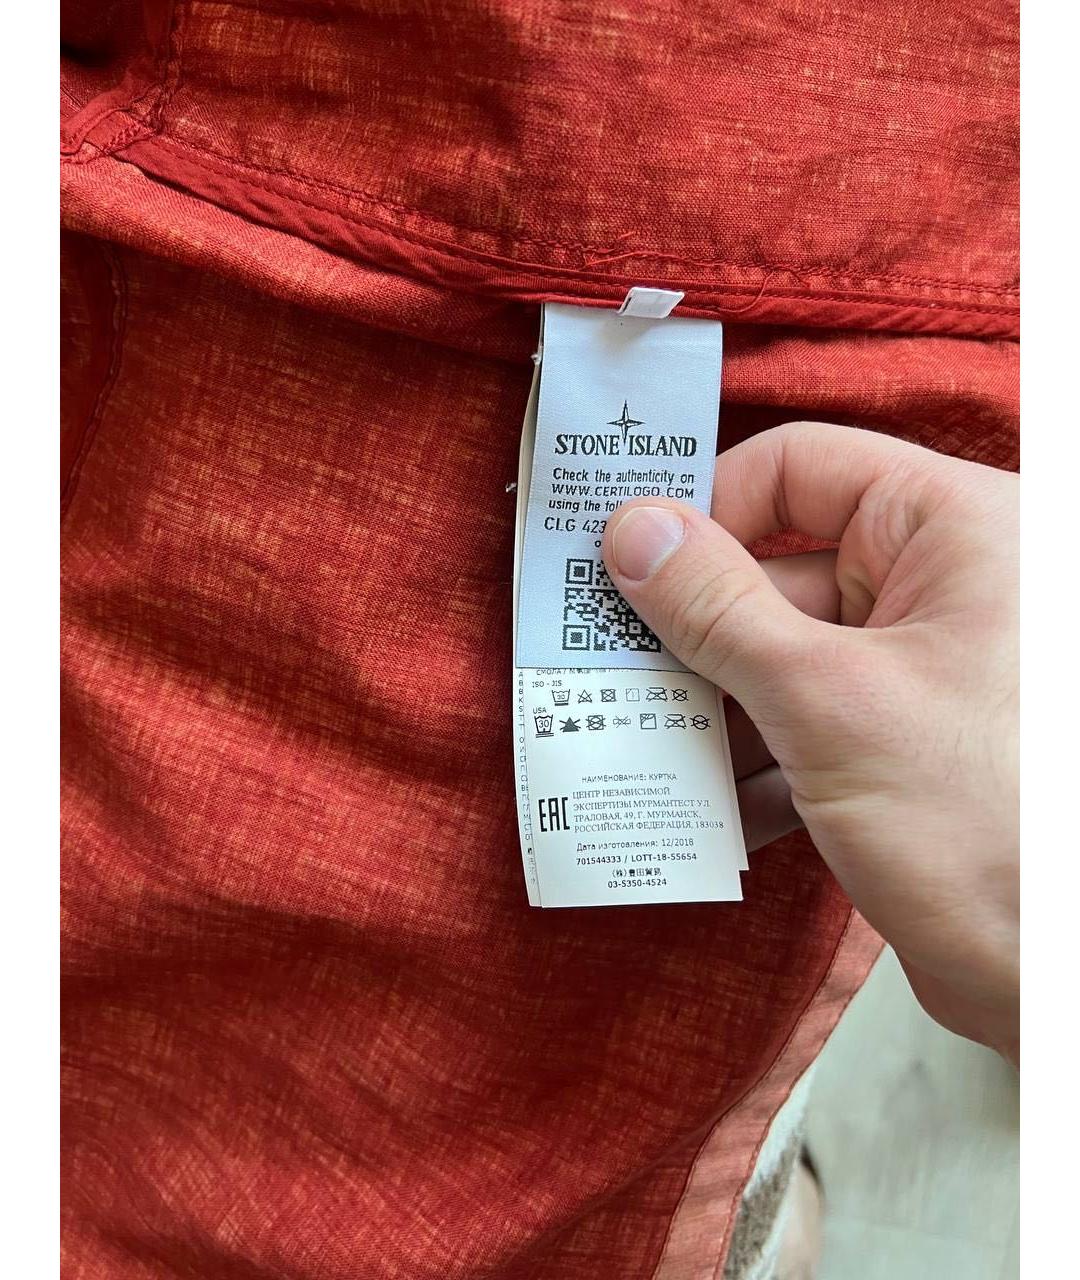 STONE ISLAND
Check the authenticity on
WWW.CERTILOGO.COM
using the
CLG 423
ISO - JIS
30
USA
30
НАИМЕНОВАНИЕ: КУРТКА
EAC
ЦЕНТР НЕЗАВИСИМОЙ
ЭКСПЕРТИЗЫ МУРМАНТЕСТ УЛ.
ТРАЛОВАЯ, 49, Г. МУРМАНСК,
РОССИЙСКАЯ ФЕДЕРАЦИЯ, 183038
Дата изготовления: 12/2018
701544333 / LOTT-18-55654
(株)豊田貿易
03-5350-4524